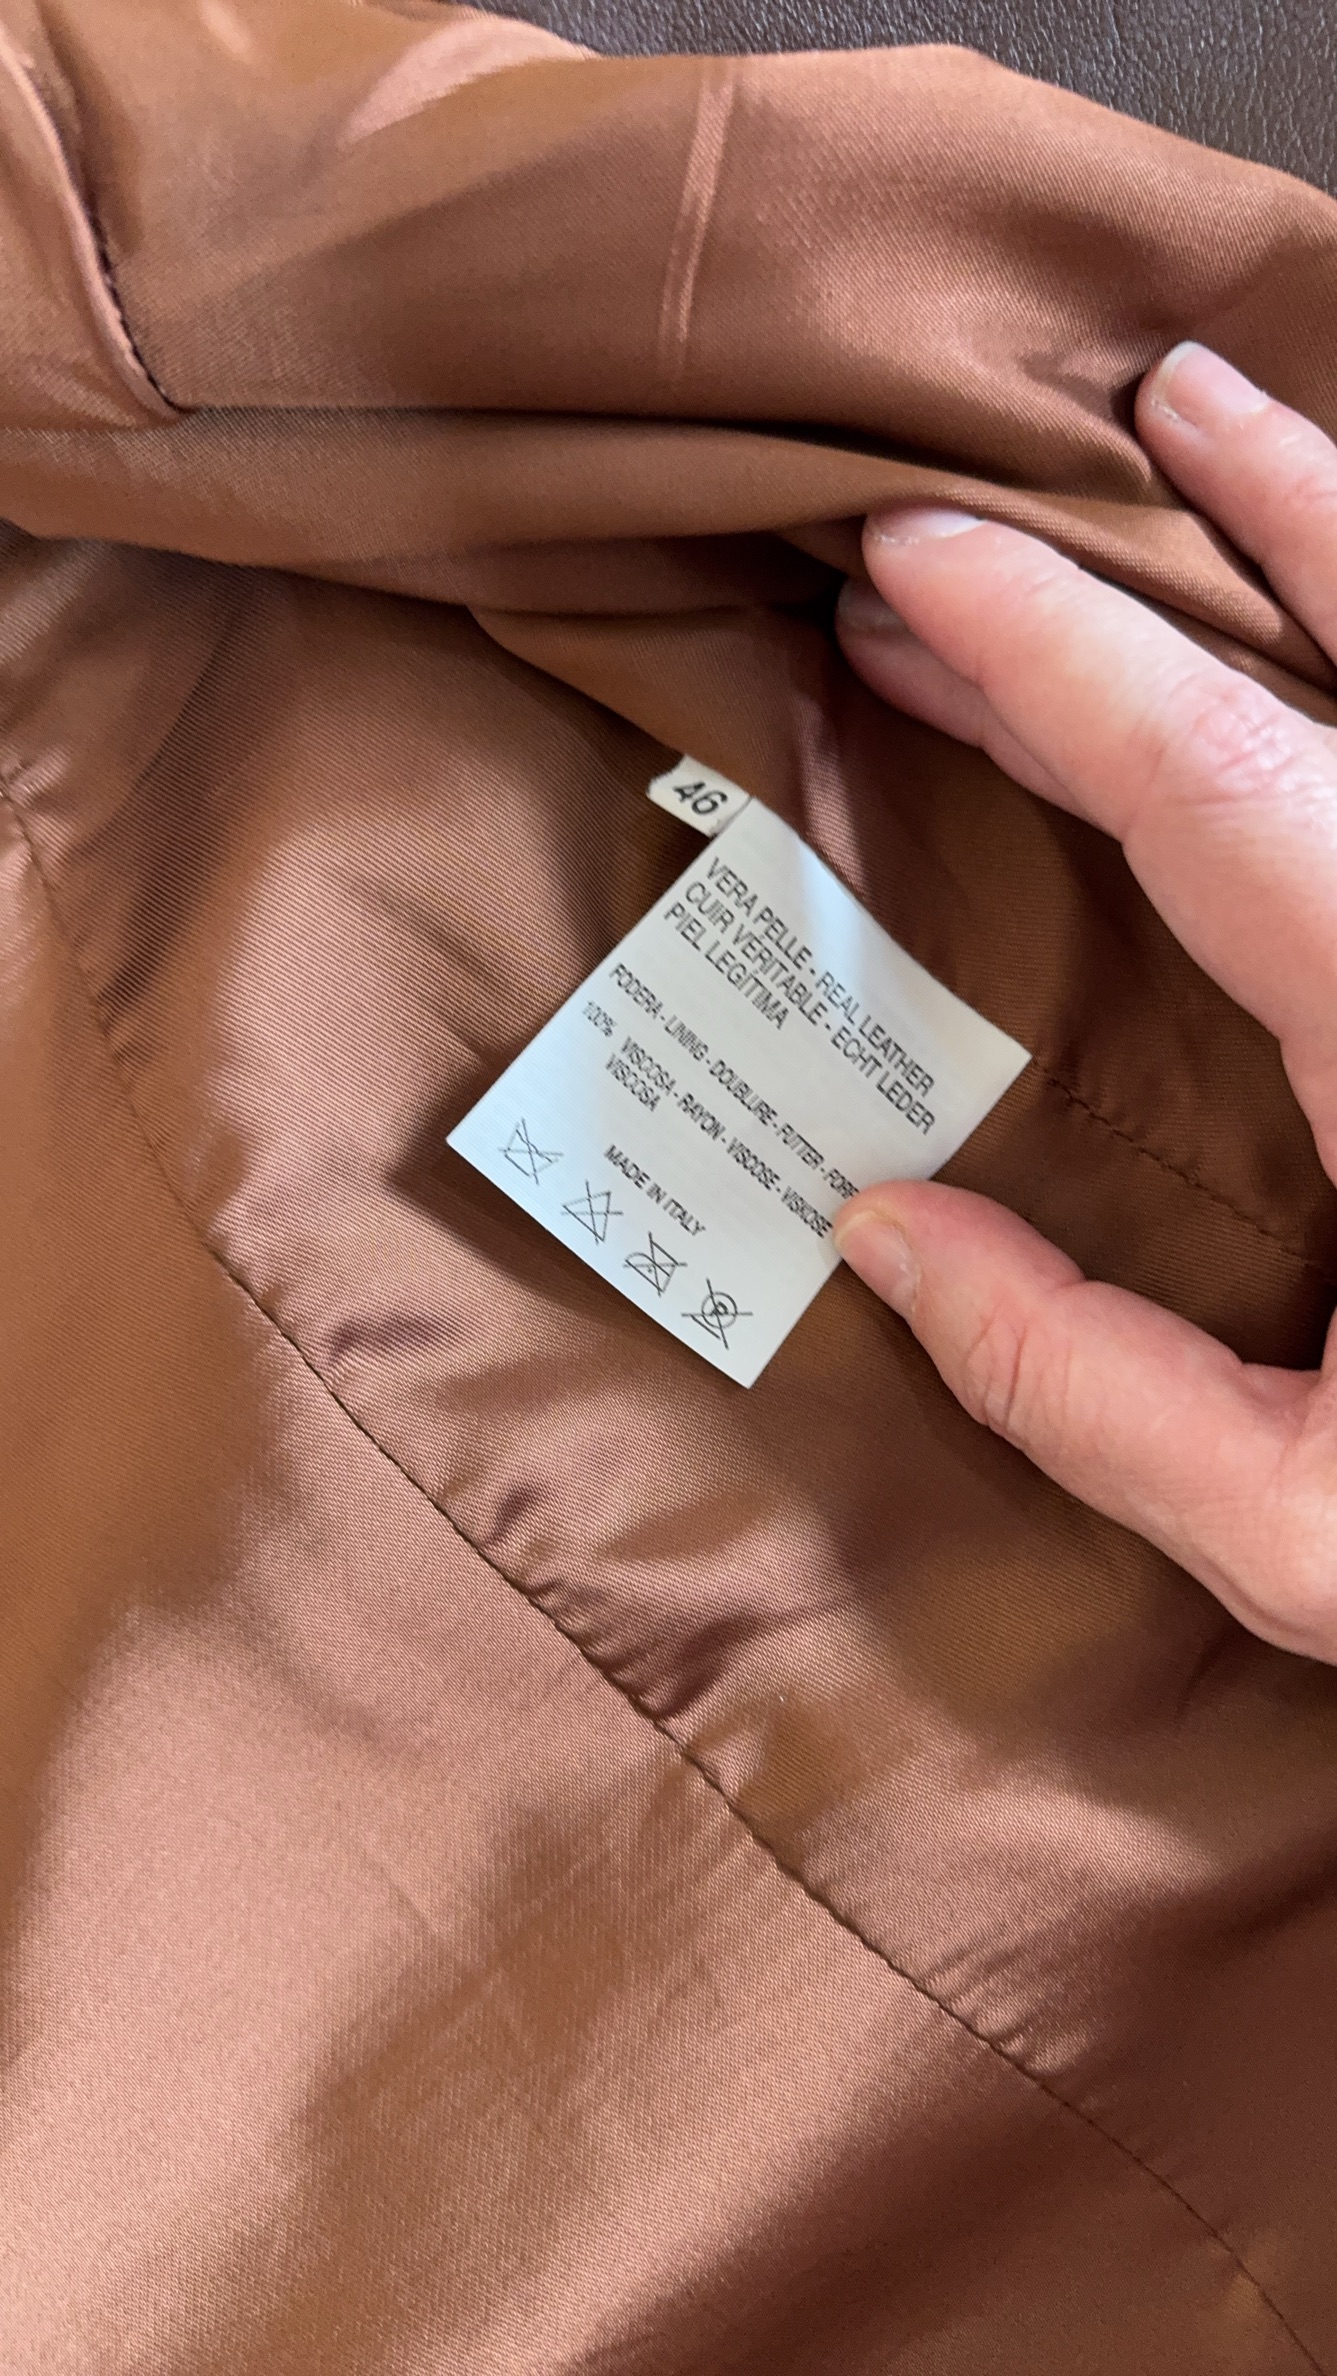 46
VERA PELLE - REAL LEATHER
CUIR VÉRITABLE - ECHT LEDER
PIEL LEGÍTIMA
FODERA - LINING - DOUBLURE - FUTTER -
100% VISCOSA - RAYON - VISCOSE - VISKOSE
VISCOSA
MADE IN ITALY
P